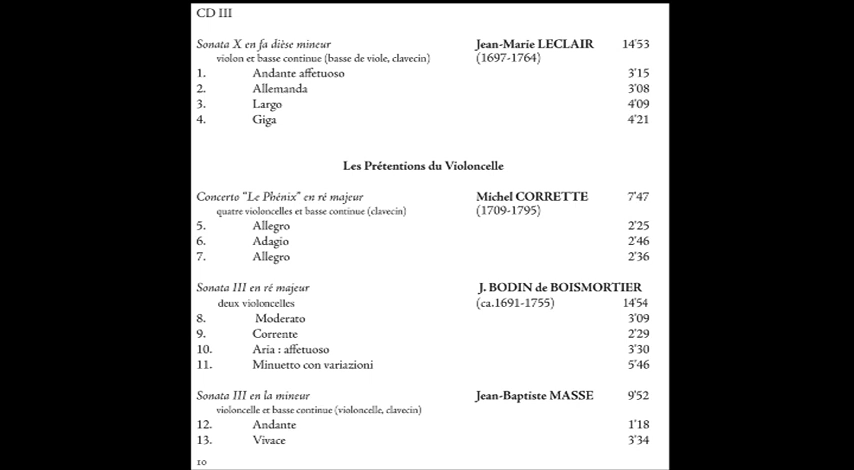 CD III
Sonata X en fa dièse mineur Jean-Marie LECLAIR 14'53
violon et basse continue (basse de viole, clavecin) (1697-1764)
1. Andante affetuoso 3'15
2. Allemanda 3'08
3. Largo 4'09
4. Giga 4'21
Les Prétentions du Violoncelle
Concerto "Le Phénix" en ré majeur Michel CORRETTE 7'47
quatre violoncelles et basse continue (clavecin) (1709-1795)
5. Allegro 2'25
6. Adagio 2'46
7. Allegro 2'36
Sonata III en ré majeur J. BODIN de BOISMORTIER
deux violoncelles (ca.1691-1755) 14'54
8. Moderato 3'09
9. Corrente 2'29
10. Aria : affetuoso 3'30
11. Minuetto con variazioni 5'46
Sonata III en la mineur Jean-Baptiste MASSE 9'52
violoncelle et basse continue (violoncelle, clavecin)
12. Andante 1'18
13. Vivace 3'34
10